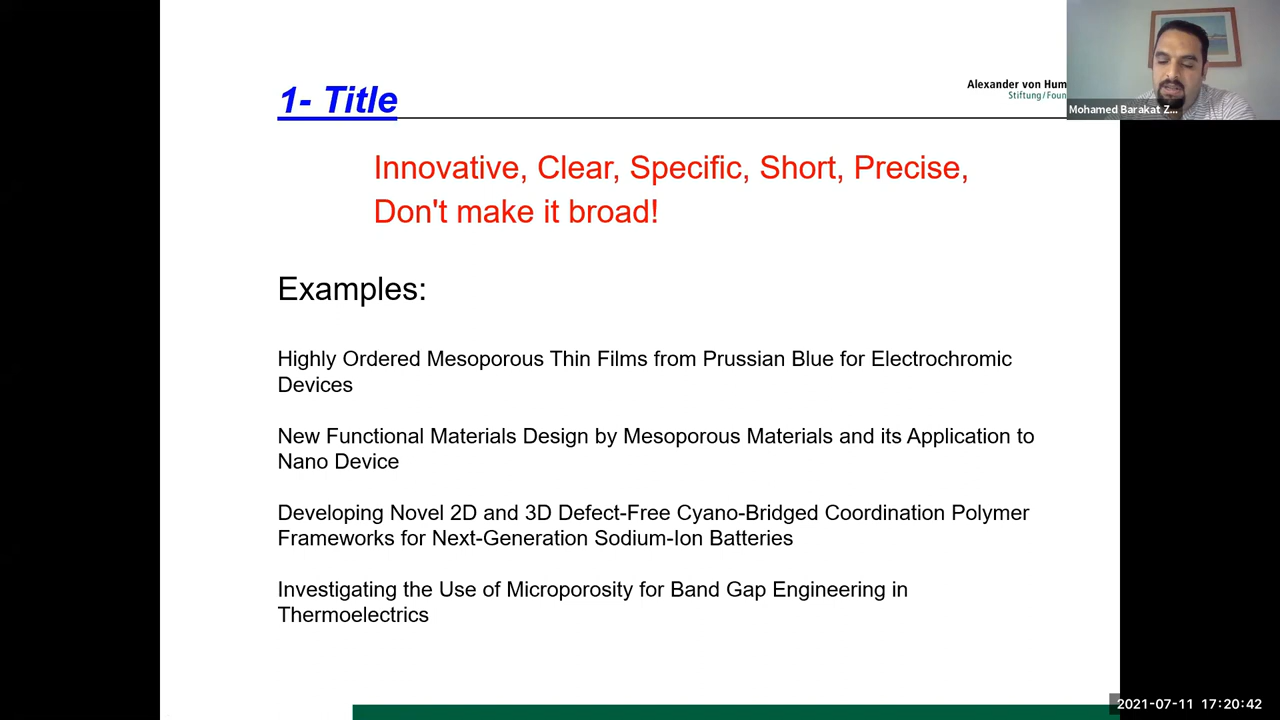 1- Title
Alexander von Hum
Stiftung/Foun
Mohamed Barakat Z...
Innovative, Clear, Specific, Short, Precise,
Don't make it broad!
Examples:
Highly Ordered Mesoporous Thin Films from Prussian Blue for Electrochromic
Devices
New Functional Materials Design by Mesoporous Materials and its Application to
Nano Device
Developing Novel 2D and 3D Defect-Free Cyano-Bridged Coordination Polymer
Frameworks for Next-Generation Sodium-Ion Batteries
Investigating the Use of Microporosity for Band Gap Engineering in
Thermoelectrics
2021-07-11 17:20:42